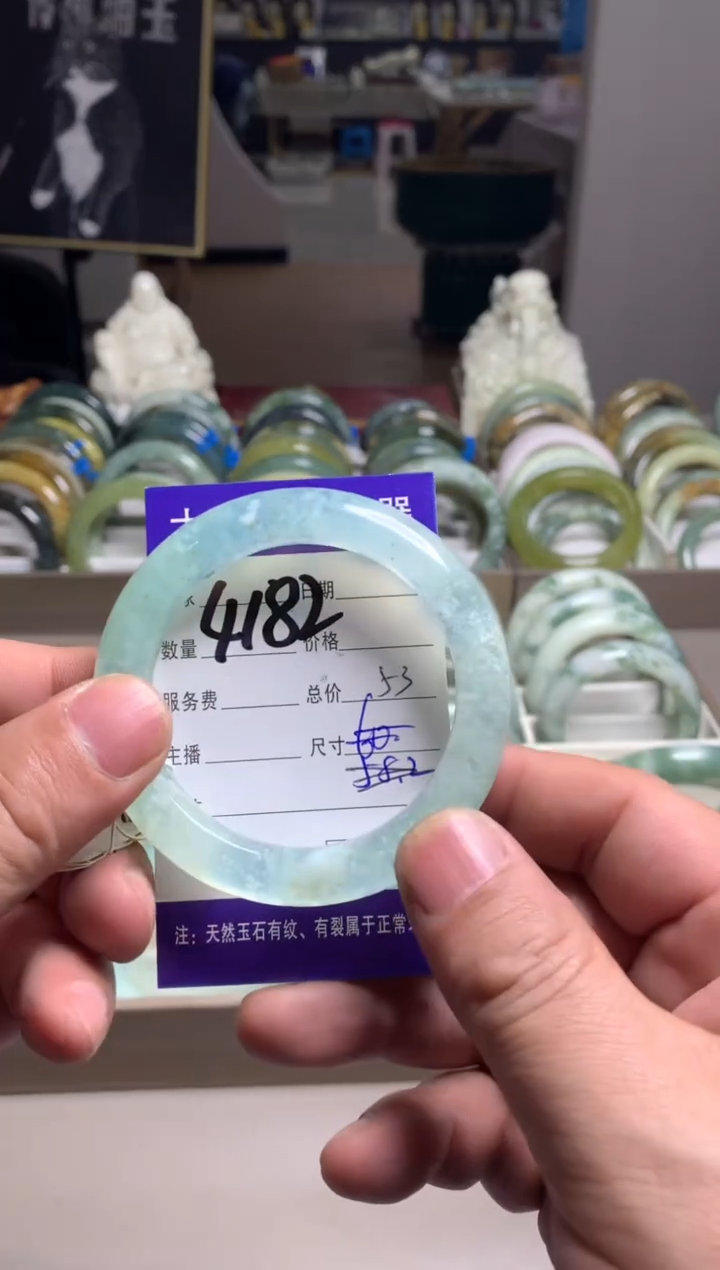 日期
4182
数量 价格
服务费 总价 53
主播 尺寸
58.2
注：天然玉石有纹、有裂属于正常